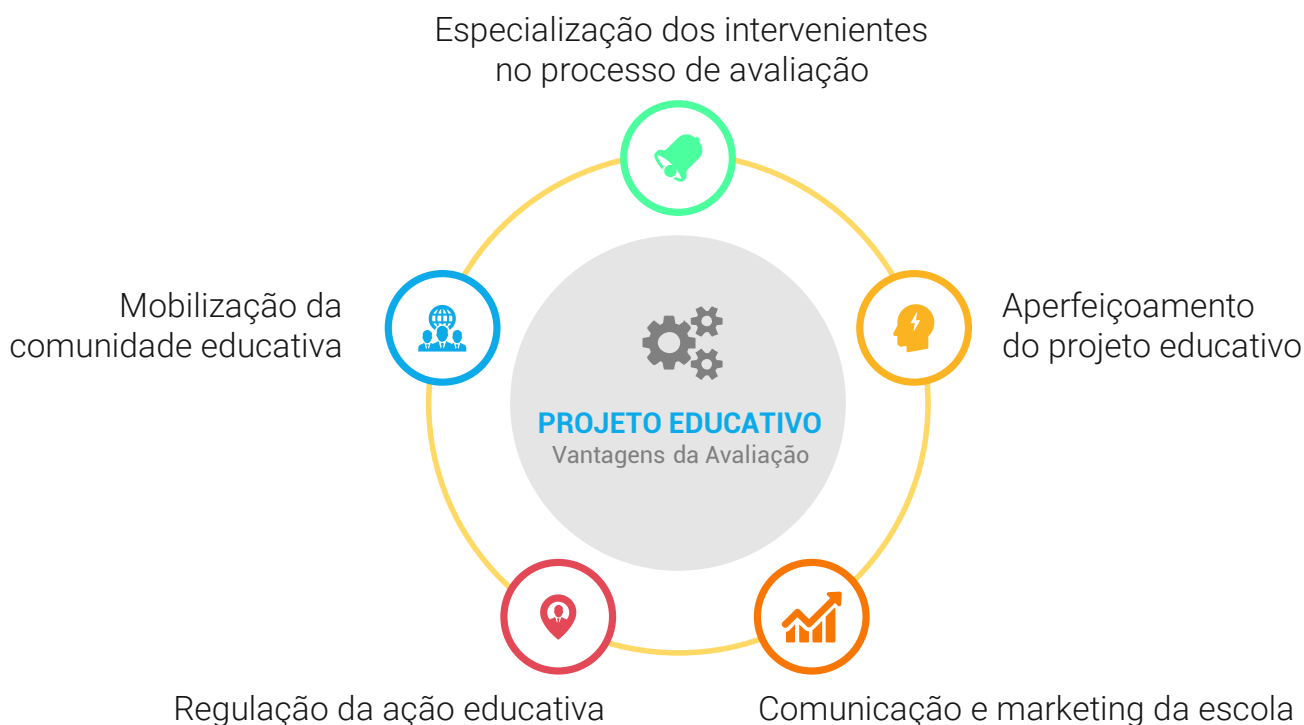 Especialização dos intervenientes
no processo de avaliação
Mobilização da
comunidade educativa
Aperfeiçoamento
do projeto educativo
PROJETO EDUCATIVO
Vantagens da Avaliação
Regulação da ação educativa
Comunicação e marketing da escola